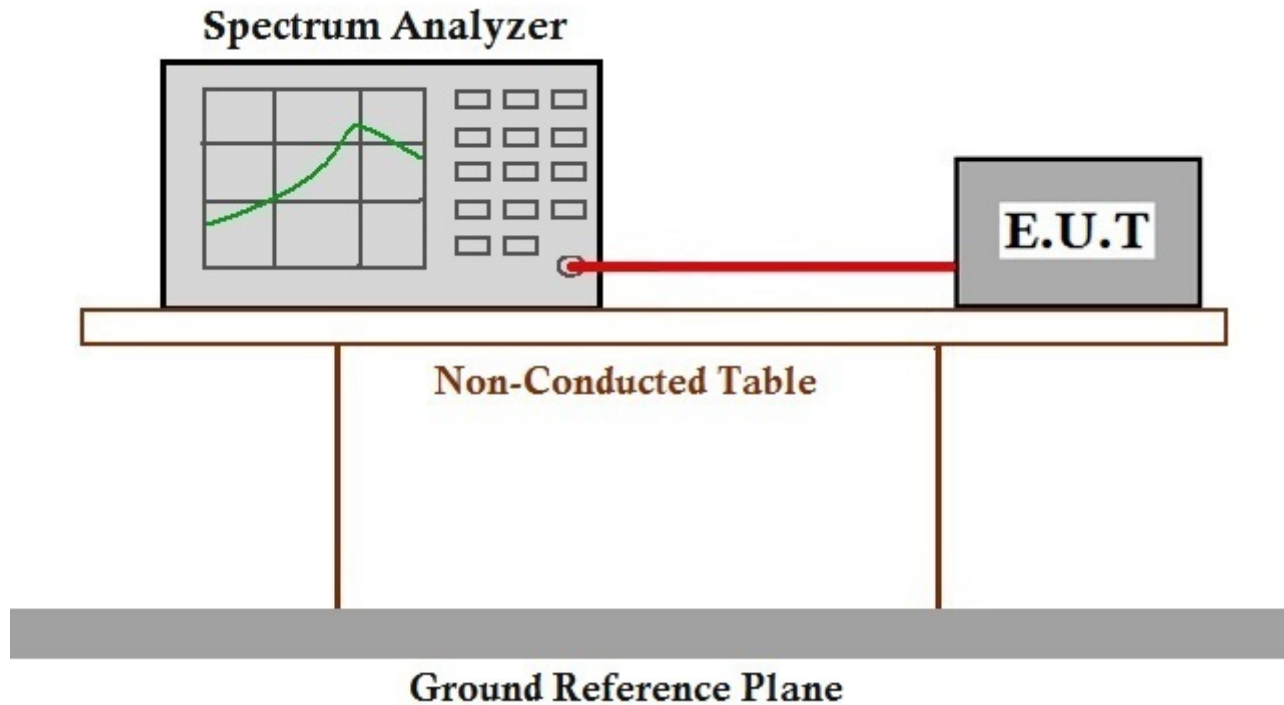 Spectrum Analyzer
E.U.T
Non-Conducted Table
Ground Reference Plane